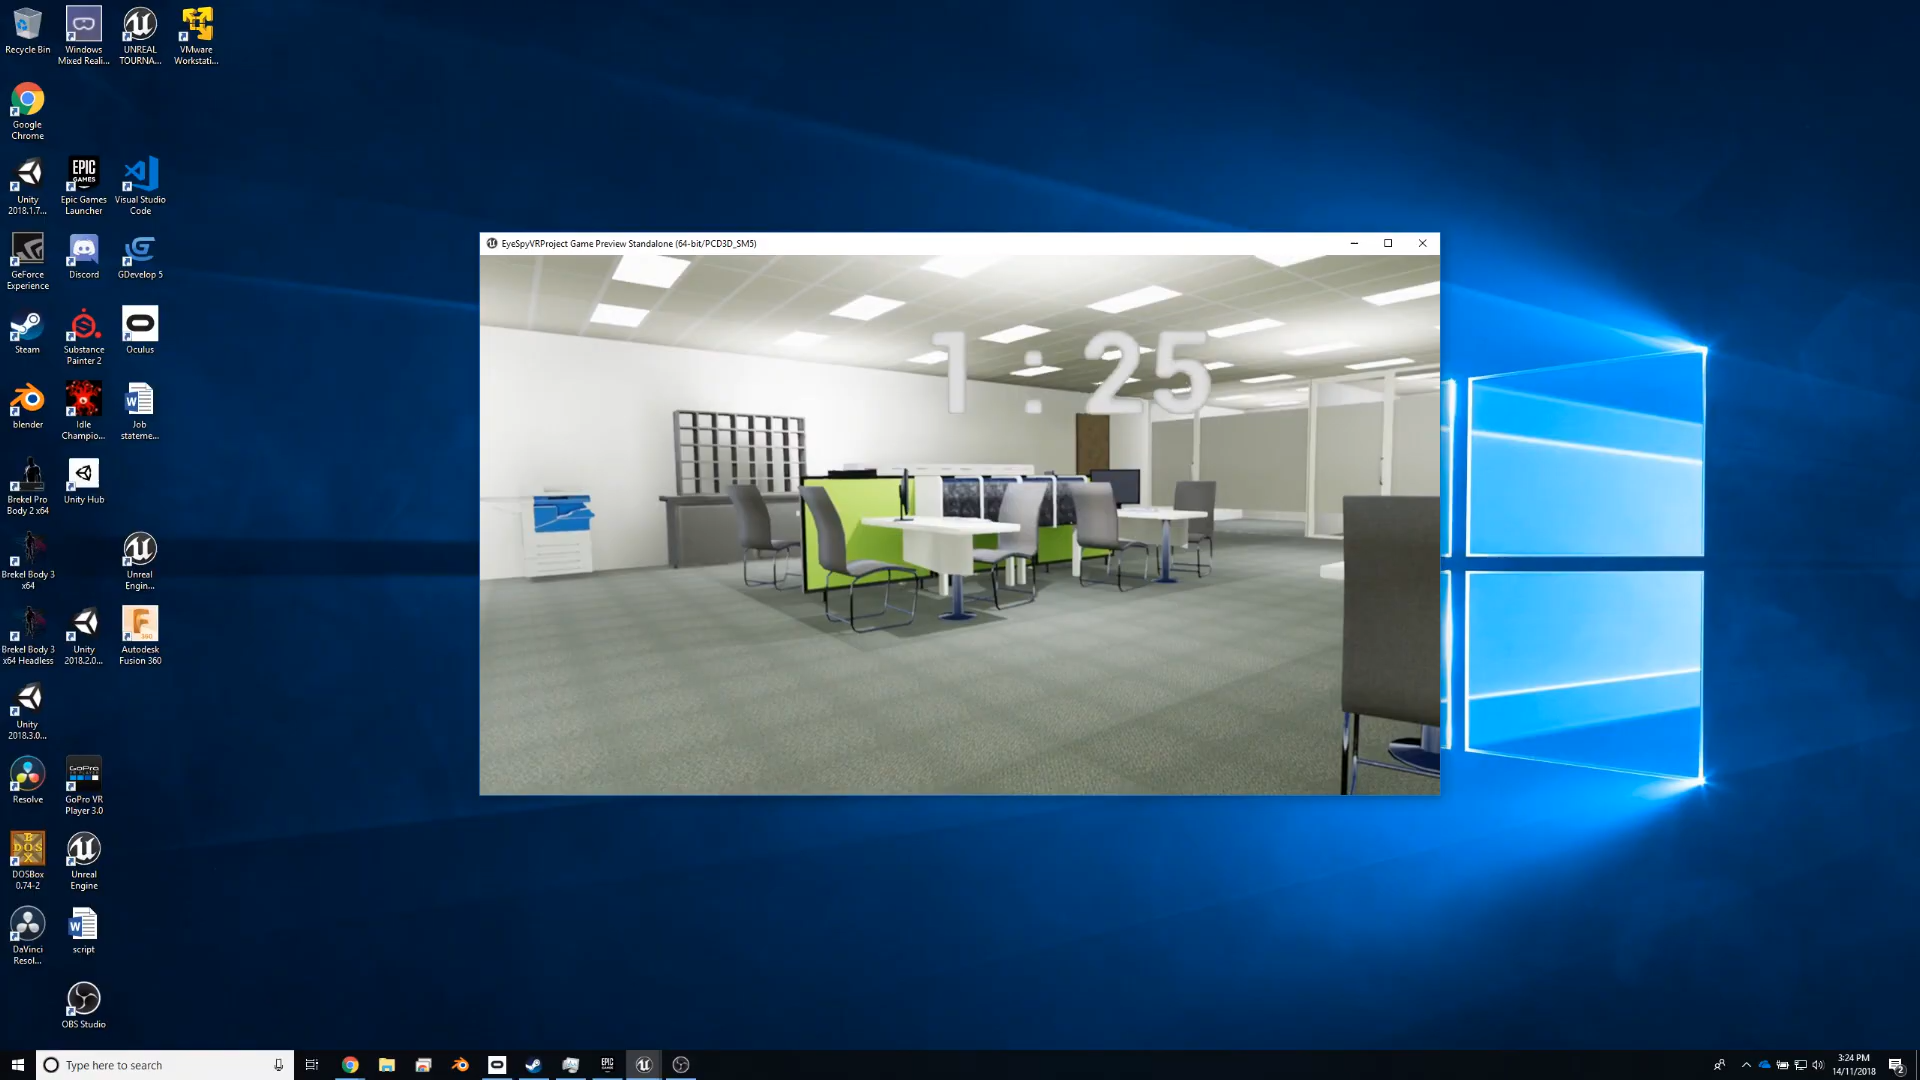 Recycle Bin
Windows
Mixed Reali...
UNREAL
TOURNA...
VMware
Workstati...
Google
Chrome
Unity
2018.1.7...
EPIC
GAMES
Epic Games
Launcher
Visual Studio
Code
GeForce
Experience
Discord
GDevelop 5
Steam
Substance
Painter 2
Oculus
blender
Idle
Champio...
Job
stateme...
Brekel Pro
Body 2 x64
Unity Hub
Brekel Body 3
x64
Unreal
Engin...
Brekel Body 3
x64 Headless
Unity
2018.2.0...
Autodesk
Fusion 360
Unity
2018.3.0...
Resolve
GoPro
GoPro VR
Player 3.0
DOSBox
0.74-2
Unreal
Engine
DaVinci
Resol...
script
OBS Studio
EyeSpyVRProject Game Preview Standalone (64-bit/PCD3D_SM5)
1:25
Type here to search
3:24 PM
14/11/2018
2